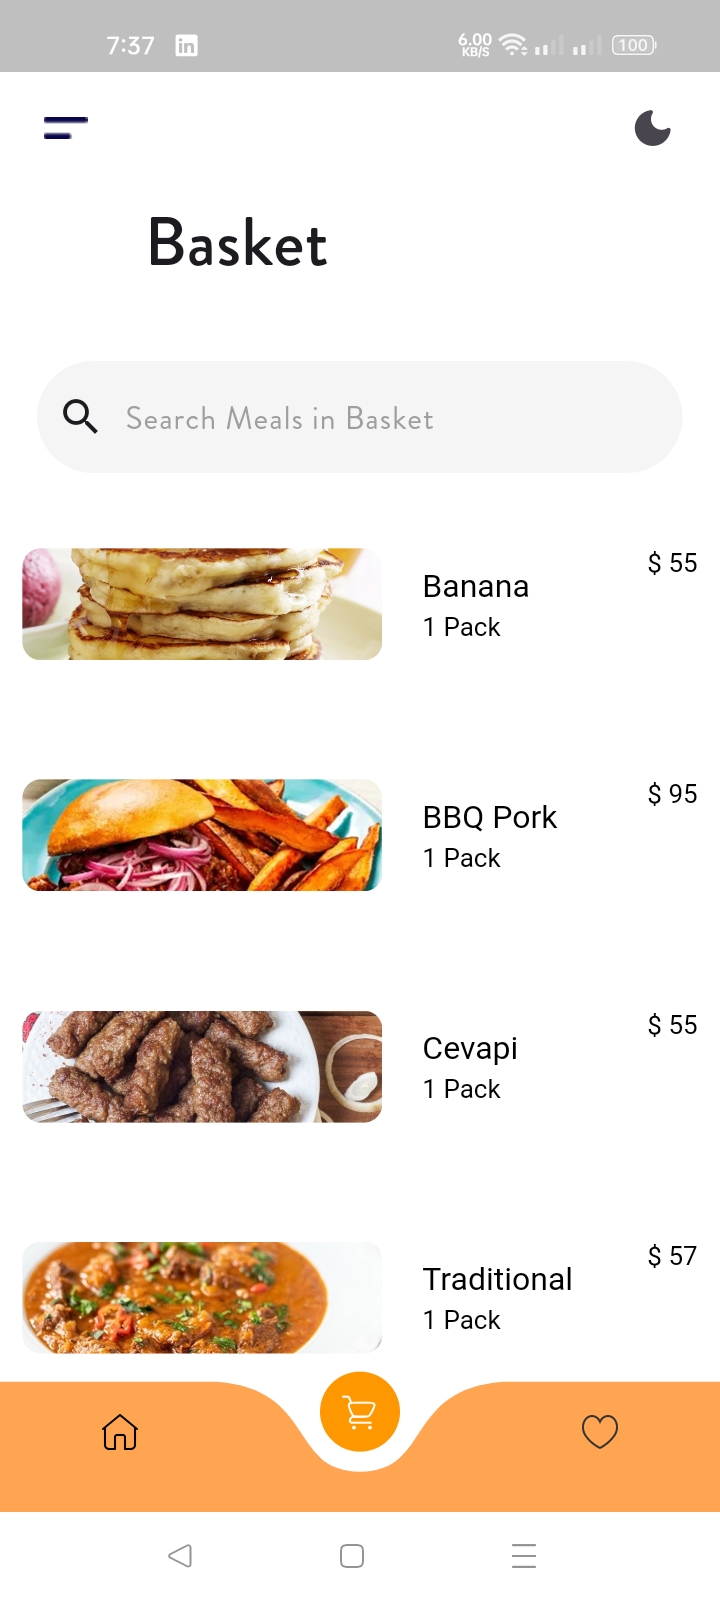 7:37 in 6.00 KB/S 100
Basket
Search Meals in Basket
$ 55
Banana
1 Pack
$ 95
BBQ Pork
1 Pack
$ 55
Cevapi
1 Pack
$ 57
Traditional
1 Pack